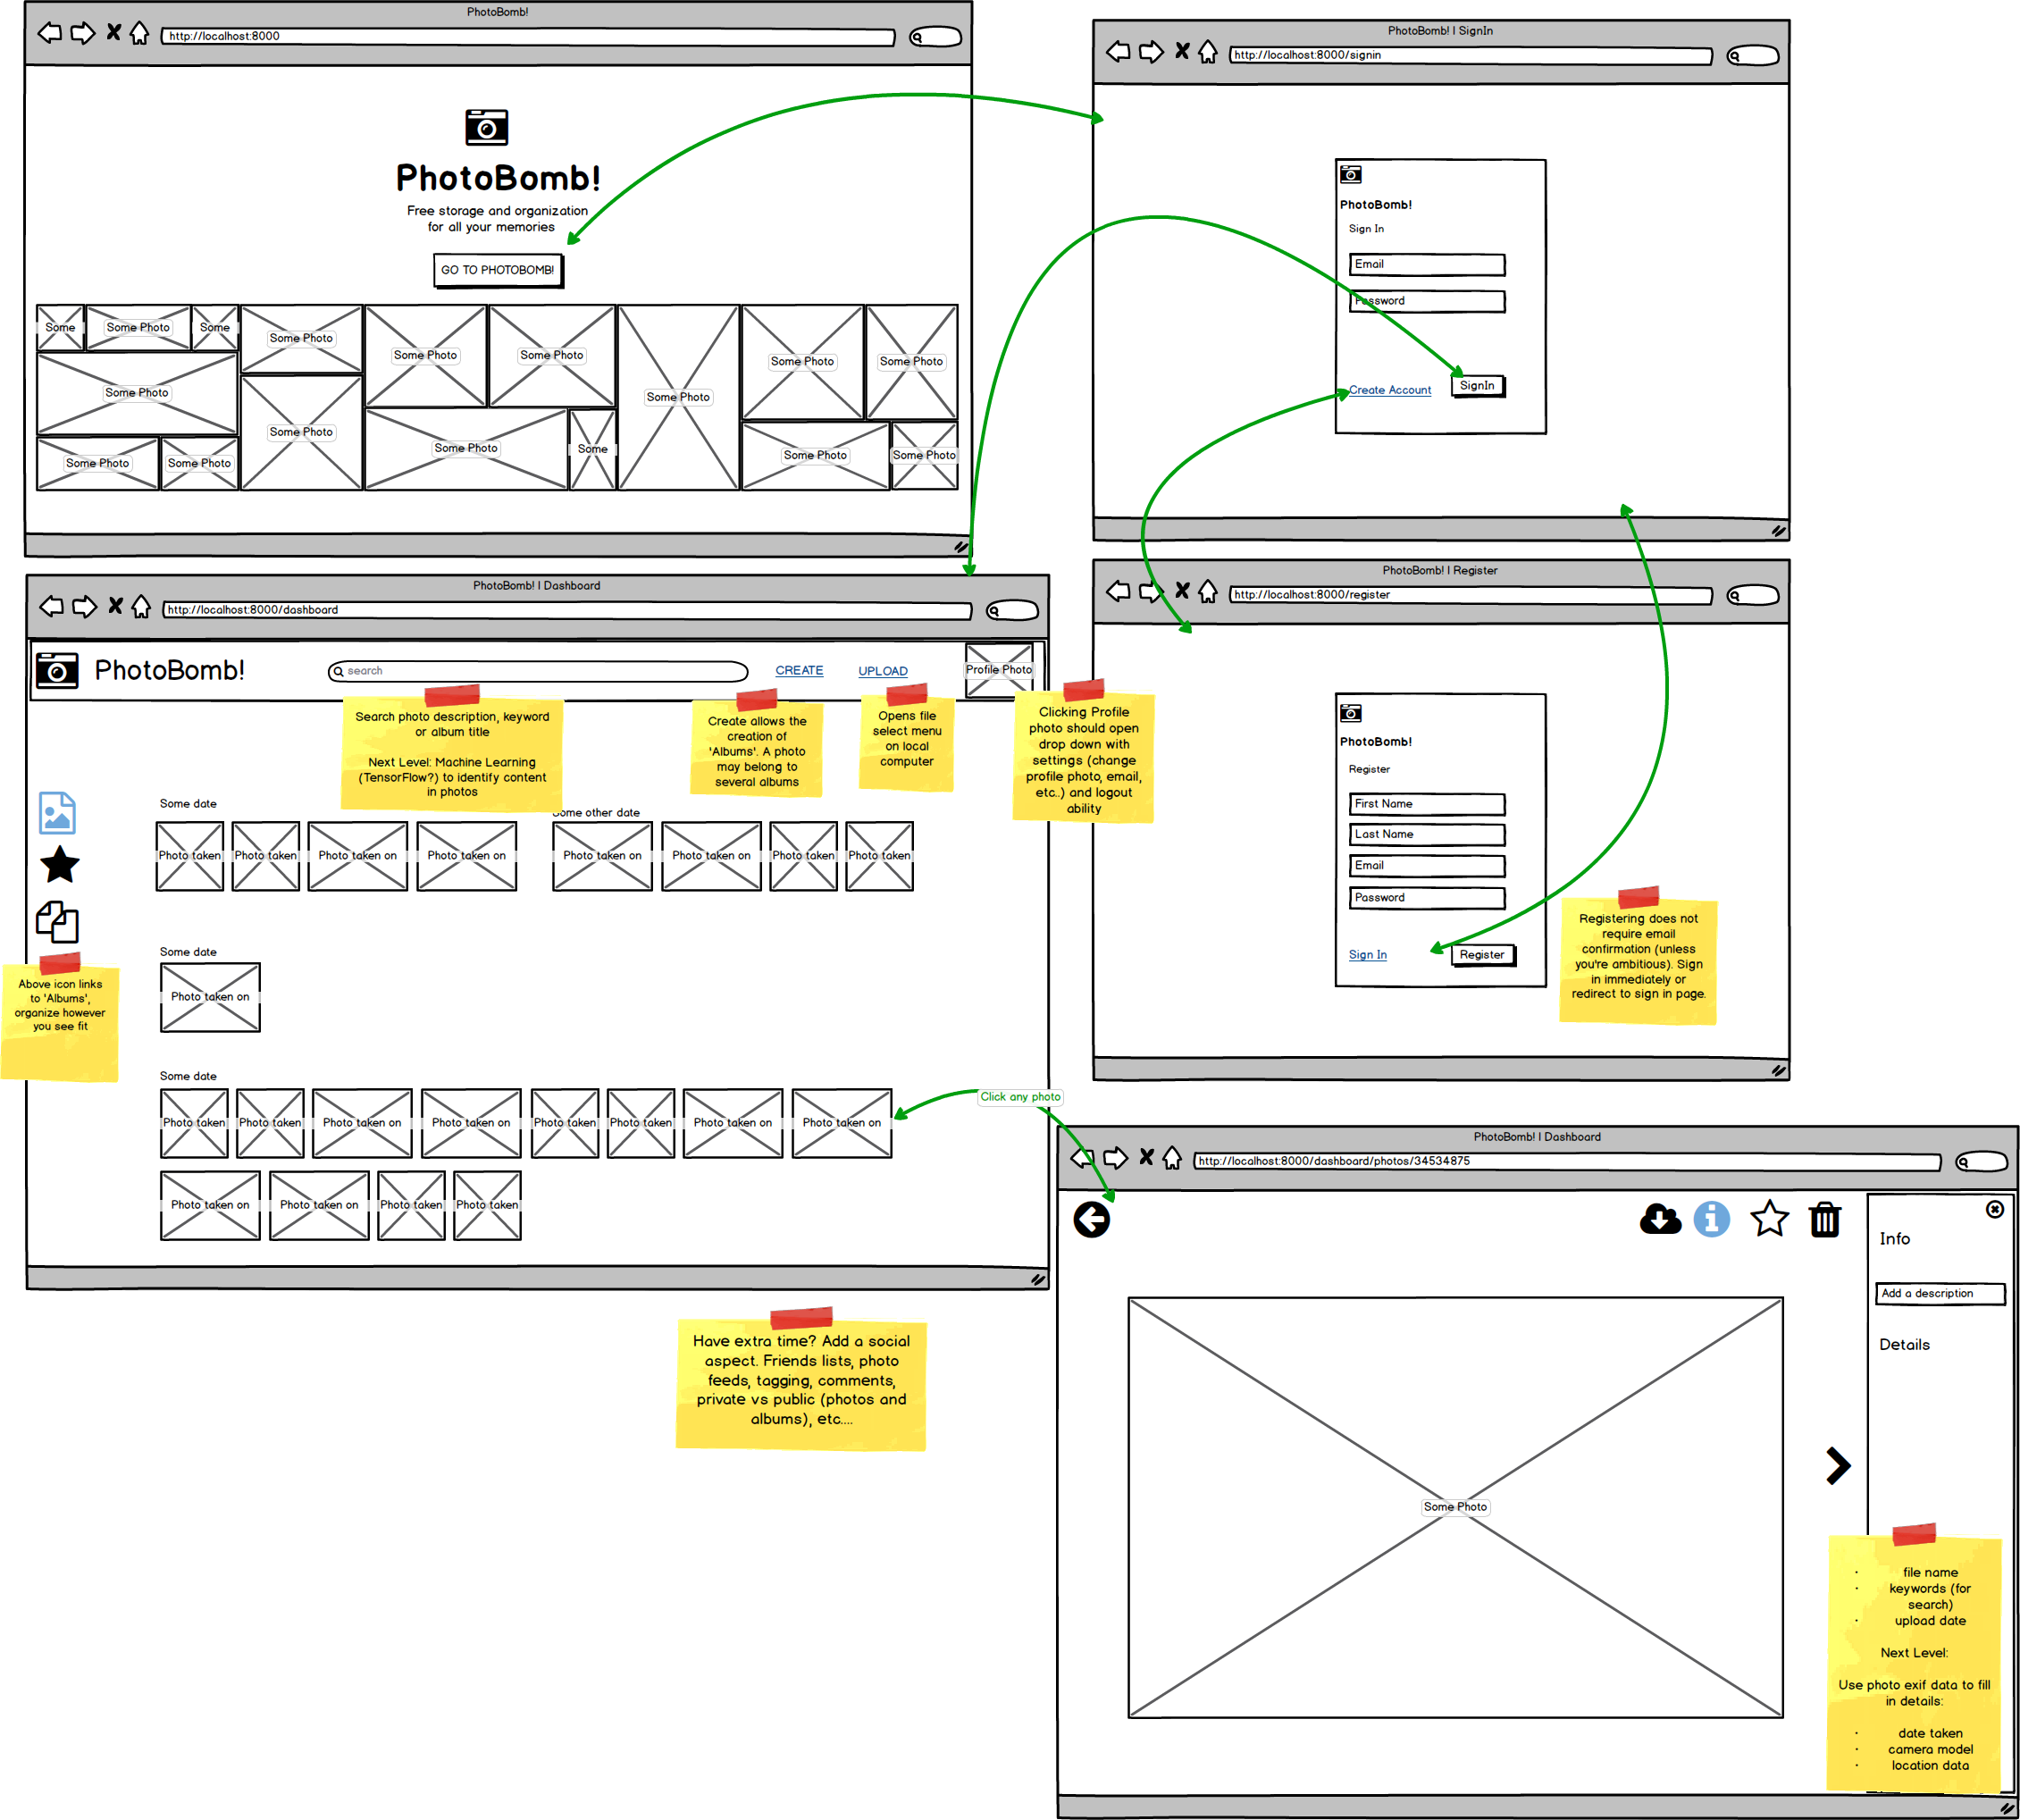 PhotoBomb!
http://localhost:8000
PhotoBomb!
Free storage and organization
for all your memories
GO TO PHOTOBOMB!
Some
Some Photo
Some
Some Photo
Some Photo
Some Photo
Some Photo
Some Photo
Some Photo
Some Photo
Some Photo
Some Photo
Some
Some Photo
Some Photo
Some Photo
Some Photo
PhotoBomb! | SignIn
http://localhost:8000/signin
PhotoBomb!
Sign In
Email
Password
Create Account
SignIn
PhotoBomb! | Register
http://localhost:8000/register
PhotoBomb!
Register
First Name
Last Name
Email
Password
Sign In
Register
Registering does not
require email
confirmation (unless
you're ambitious). Sign
in immediately or
redirect to sign in page.
PhotoBomb! | Dashboard
http://localhost:8000/dashboard
PhotoBomb!
search
CREATE
UPLOAD
Profile Photo
Search photo description, keyword
or album title
Next Level: Machine Learning
(TensorFlow?) to identify content
in photos
Create allows the
creation of
'Albums'. A photo
may belong to
several albums
Opens file
select menu
on local
computer
Clicking Profile
photo should open
drop down with
settings (change
profile photo, email,
etc..) and logout
ability
Some date
Some other date
Photo taken
Photo taken
Photo taken on
Photo taken on
Photo taken on
Photo taken on
Photo taken
Photo taken
Some date
Photo taken on
Above icon links
to 'Albums',
organize however
you see fit
Some date
Photo taken
Photo taken
Photo taken on
Photo taken on
Photo taken
Photo taken
Photo taken on
Photo taken on
Photo taken on
Photo taken on
Photo taken
Photo taken
Click any photo
Have extra time? Add a social
aspect. Friends lists, photo
feeds, tagging, comments,
private vs public (photos and
albums), etc....
PhotoBomb! | Dashboard
http://localhost:8000/dashboard/photos/34534875
Info
Add a description
Details
Some Photo
· file name
· keywords (for
search)
· upload date
Next Level:
Use photo exif data to fill
in details:
· date taken
· camera model
· location data